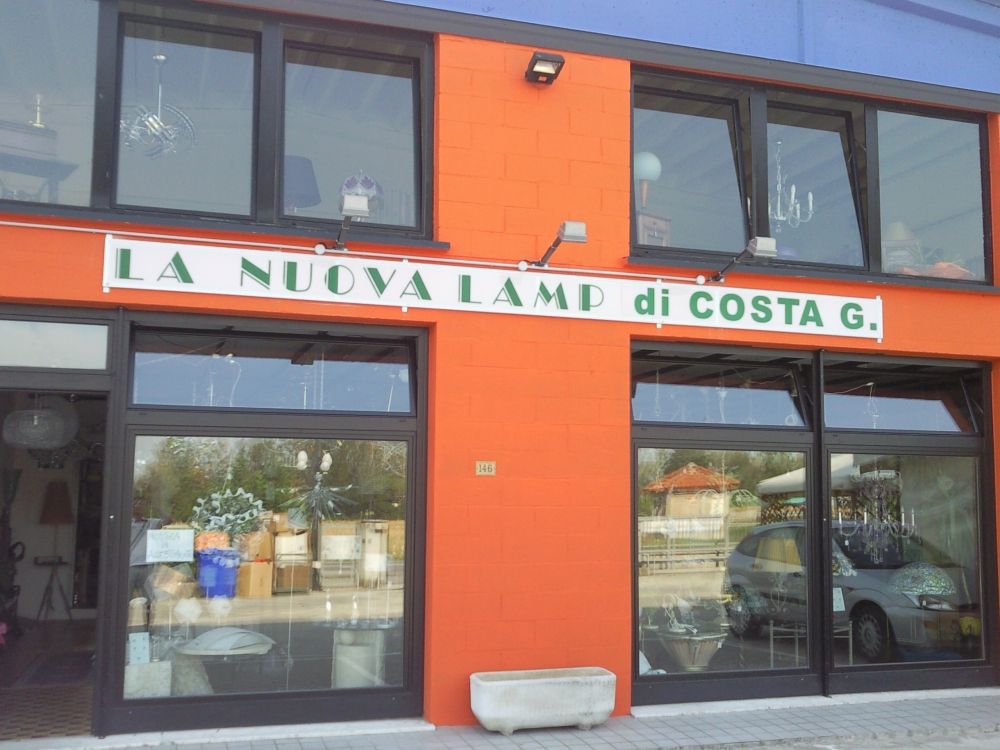 LA NUOVA LAMP di COSTA G.
146